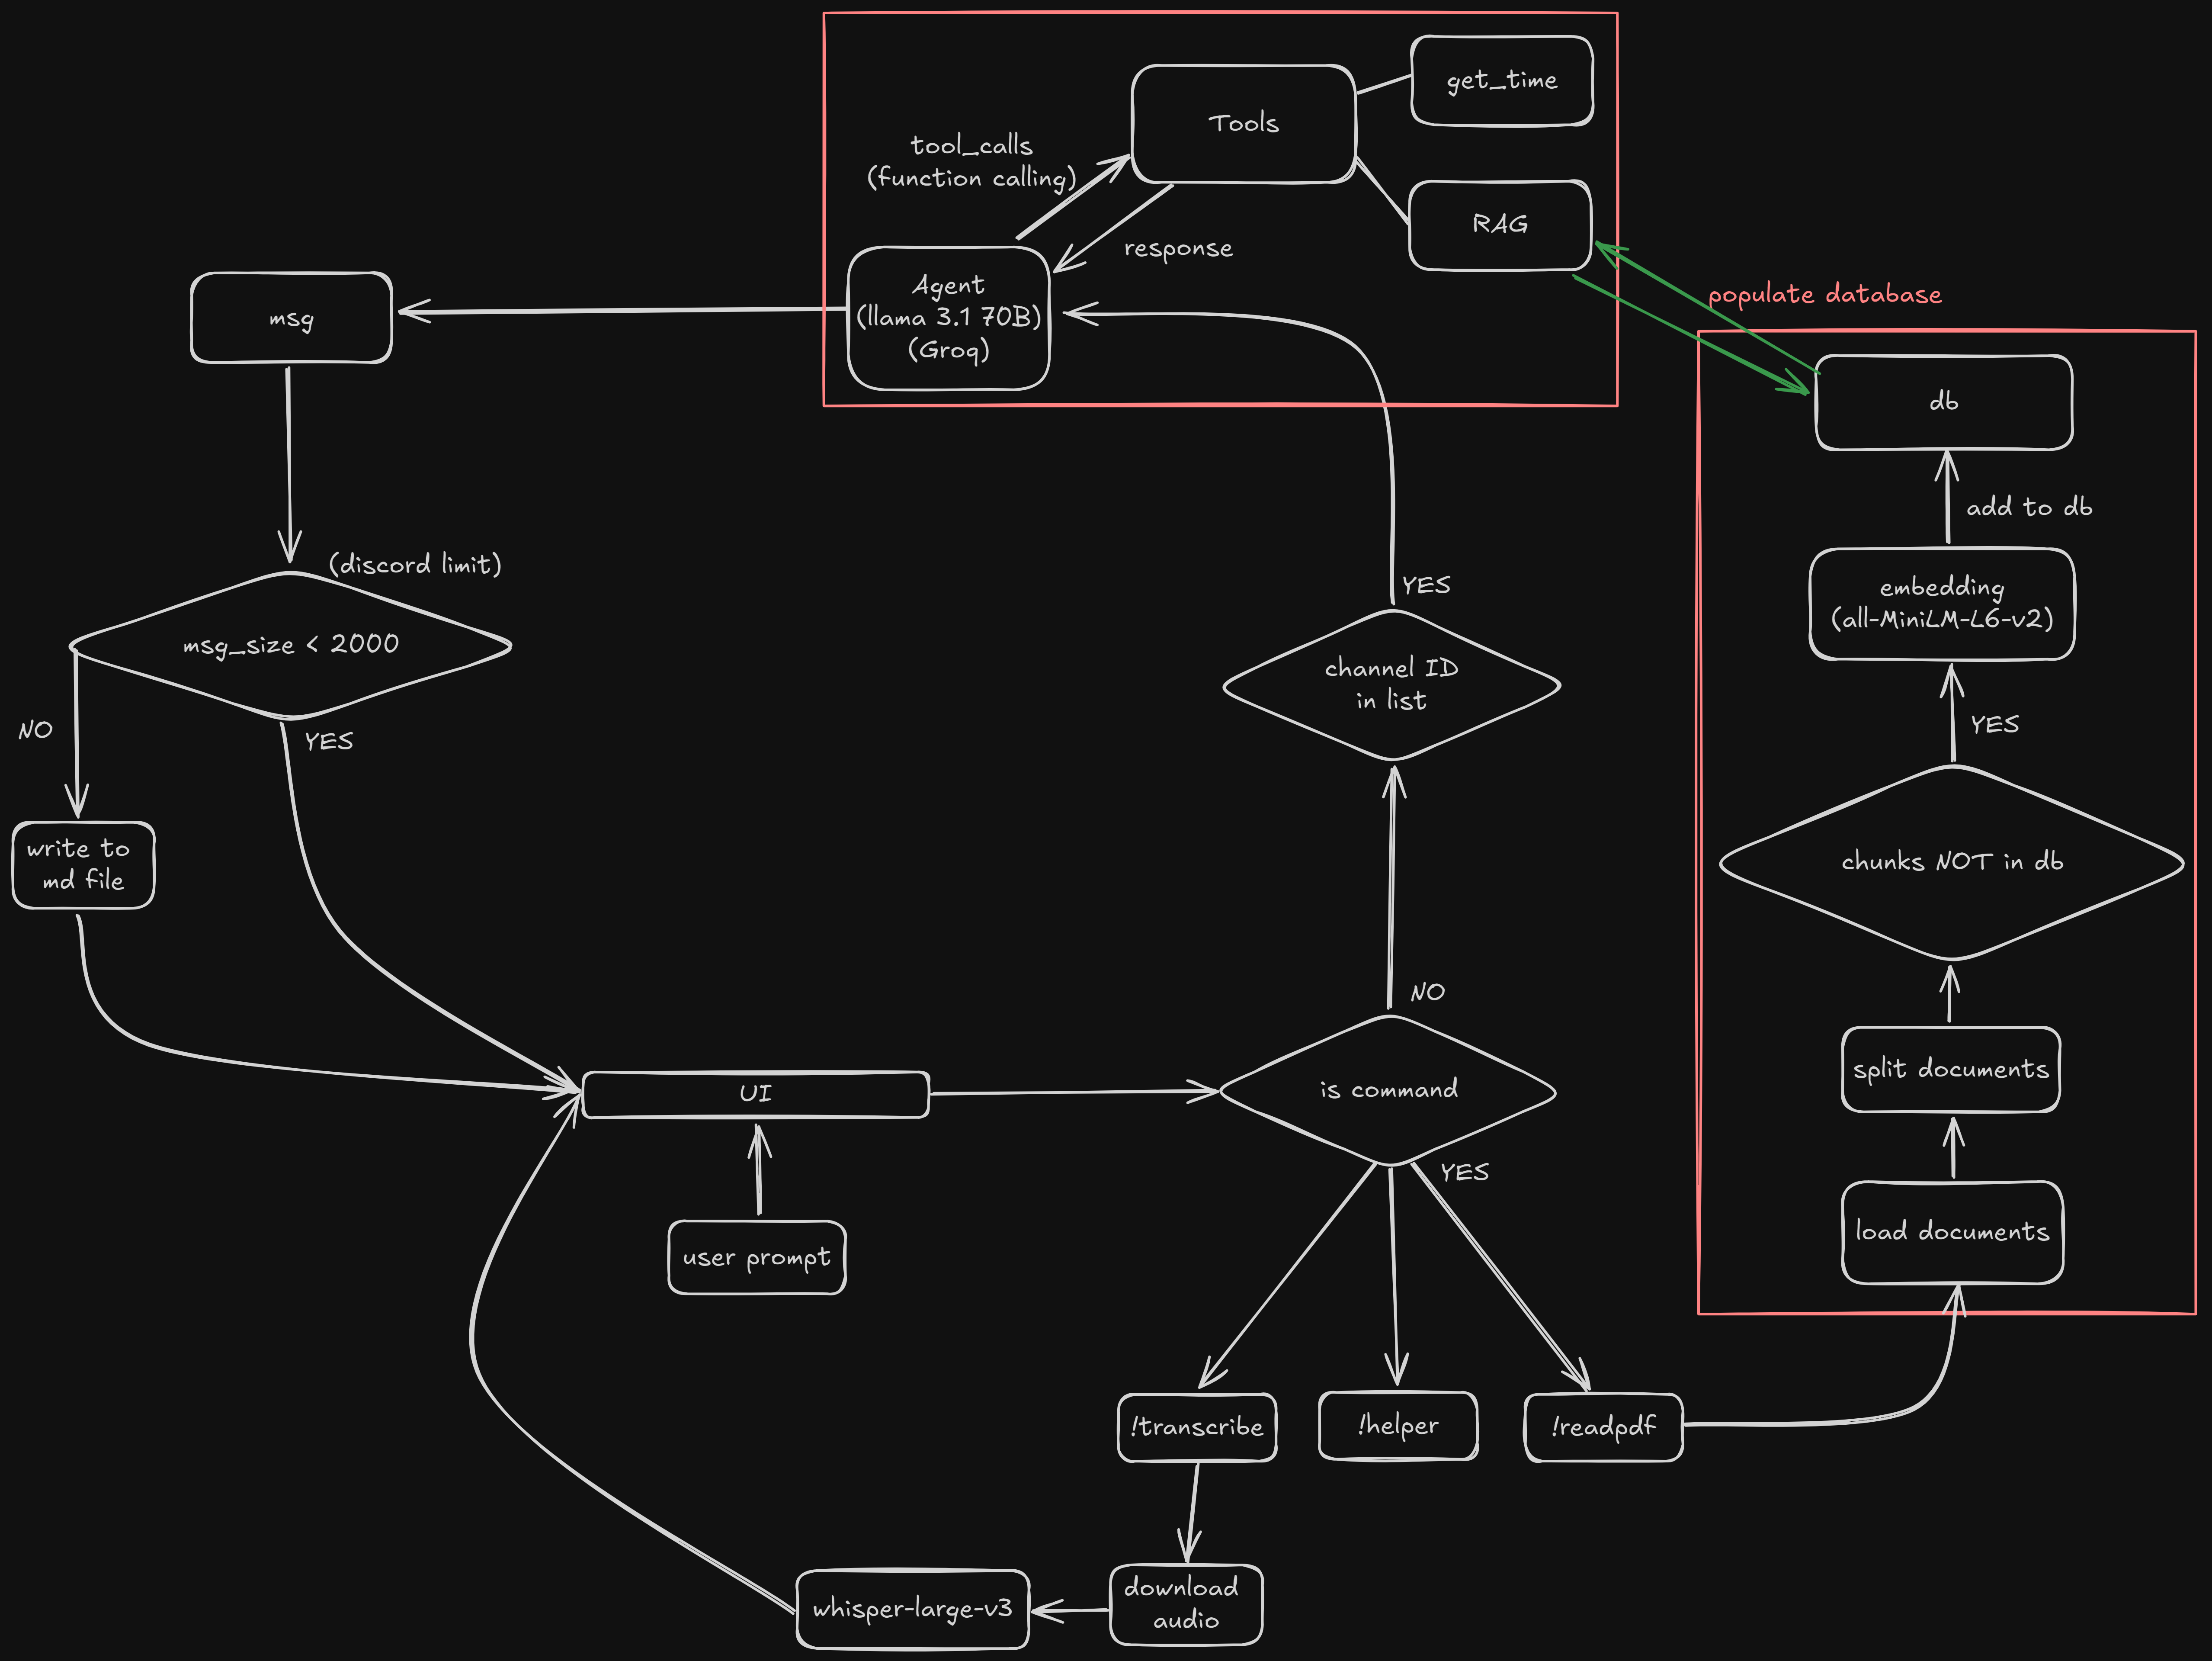 get_time
Tools
tool_calls
(function calling)
RAG
response
Agent
(llama 3.1 70B)
(Groq)
msg
populate database
db
add to db
(discord limit)
embedding
(all-MiniLM-L6-v2)
YES
msg_size < 2000
channel ID
in list
NO
YES
YES
write to
md file
chunks NOT in db
NO
split documents
UI
is command
YES
user prompt
load documents
!transcribe
!helper
!readpdf
download
audio
whisper-large-v3